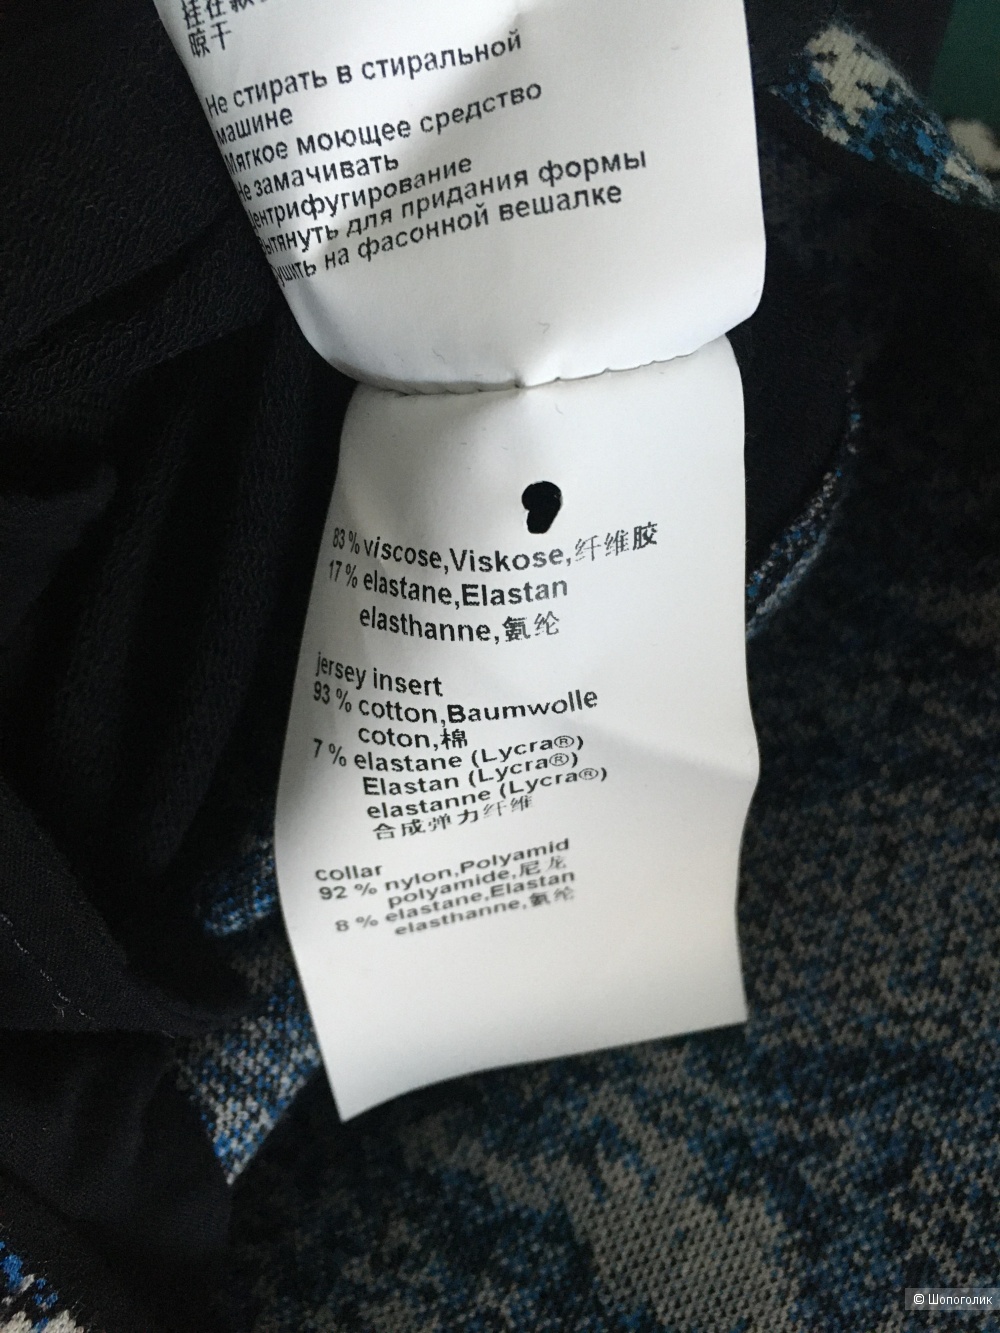 晾干
Не стирать в стиральной
машине
Мягкое моющее средство
Не замачивать
Центрифугирование
Вытянуть для придания формы
Сушить на фасонной вешалке
83 % viscose,Viskose,纤维胶
17 % elastane,Elastan
elasthanne,氨纶
jersey insert
93 % cotton,Baumwolle
coton,棉
7 % elastane (Lycra®)
Elastan (Lycra®)
elastanne (Lycra®)
合成弹力纤维
collar
92 % nylon,Polyamid
polyamide,尼龙
8 % elastane,Elastan
elasthanne,氨纶
© Шопоголик